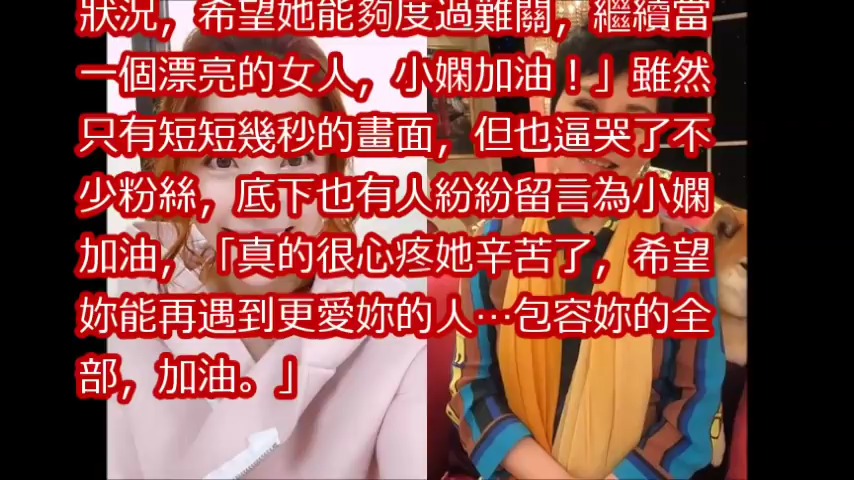 狀況，希望她能夠度過難關，繼續當
一個漂亮的女人，小嫻加油！」雖然
只有短短幾秒的畫面，但也逼哭了不
少粉絲，底下也有人紛紛留言為小嫻
加油，「真的很心疼她辛苦了，希望
妳能再遇到更愛妳的人…包容妳的全
部，加油。」